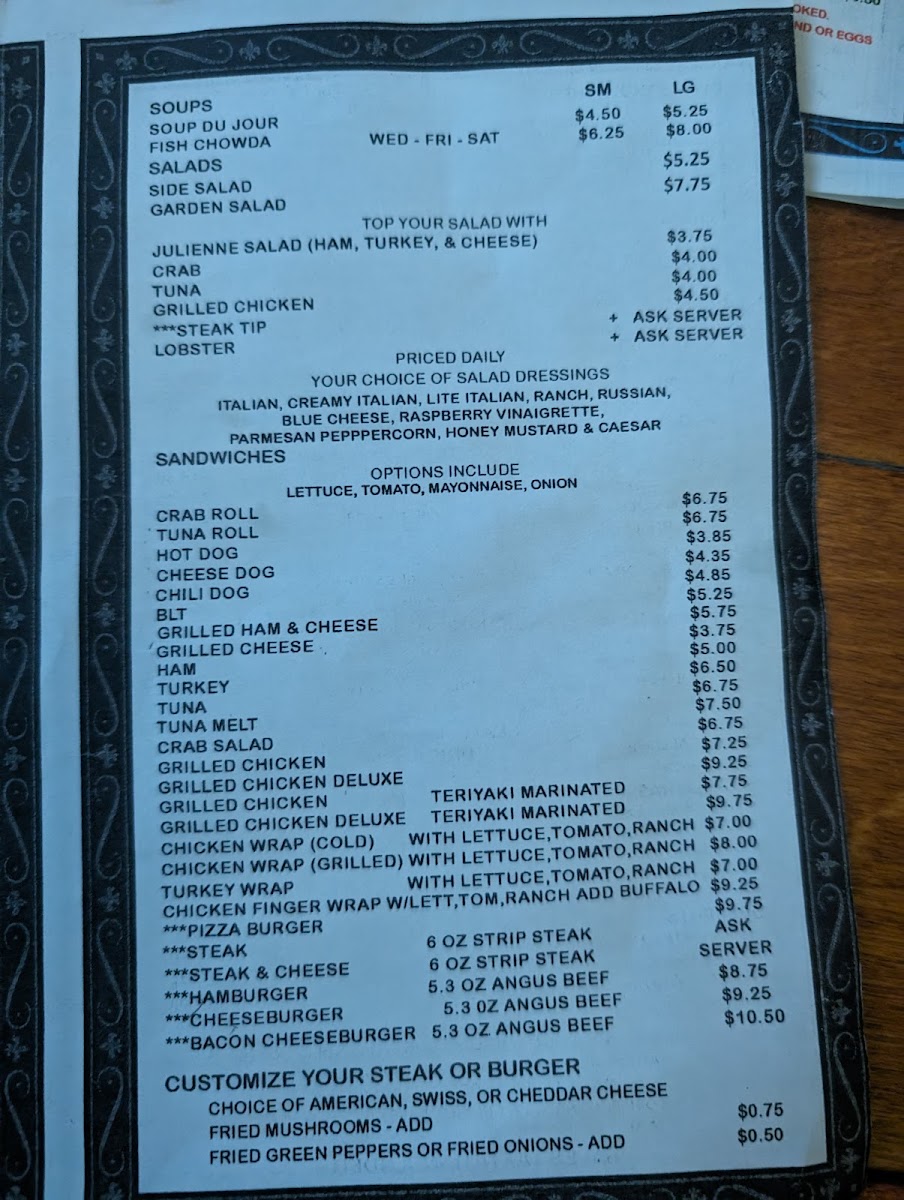 OKED.
ND OR EGGS
SM LG
SOUPS
SOUP DU JOUR $4.50 $5.25
FISH CHOWDA WED - FRI - SAT $6.25 $8.00
SALADS
SIDE SALAD $5.25
GARDEN SALAD $7.75
TOP YOUR SALAD WITH
JULIENNE SALAD (HAM, TURKEY, & CHEESE) $3.75
CRAB $4.00
TUNA $4.00
GRILLED CHICKEN $4.50
***STEAK TIP + ASK SERVER
LOBSTER + ASK SERVER
PRICED DAILY
YOUR CHOICE OF SALAD DRESSINGS
ITALIAN, CREAMY ITALIAN, LITE ITALIAN, RANCH, RUSSIAN,
BLUE CHEESE, RASPBERRY VINAIGRETTE,
PARMESAN PEPPPERCORN, HONEY MUSTARD & CAESAR
SANDWICHES
OPTIONS INCLUDE
LETTUCE, TOMATO, MAYONNAISE, ONION
CRAB ROLL $6.75
TUNA ROLL $6.75
HOT DOG $3.85
CHEESE DOG $4.35
CHILI DOG $4.85
BLT $5.25
GRILLED HAM & CHEESE $5.75
GRILLED CHEESE $3.75
HAM $5.00
TURKEY $6.50
TUNA $6.75
TUNA MELT $7.50
CRAB SALAD $6.75
GRILLED CHICKEN $7.25
GRILLED CHICKEN DELUXE $9.25
GRILLED CHICKEN TERIYAKI MARINATED $7.75
GRILLED CHICKEN DELUXE TERIYAKI MARINATED $9.75
CHICKEN WRAP (COLD) WITH LETTUCE,TOMATO,RANCH $7.00
CHICKEN WRAP (GRILLED) WITH LETTUCE,TOMATO,RANCH $8.00
TURKEY WRAP WITH LETTUCE,TOMATO,RANCH $7.00
CHICKEN FINGER WRAP W/LETT,TOM,RANCH ADD BUFFALO $9.25
***PIZZA BURGER $9.75
***STEAK 6 OZ STRIP STEAK ASK
***STEAK & CHEESE 6 OZ STRIP STEAK SERVER
***HAMBURGER 5.3 OZ ANGUS BEEF $8.75
***CHEESEBURGER 5.3 0Z ANGUS BEEF $9.25
***BACON CHEESEBURGER 5.3 OZ ANGUS BEEF $10.50
CUSTOMIZE YOUR STEAK OR BURGER
CHOICE OF AMERICAN, SWISS, OR CHEDDAR CHEESE
FRIED MUSHROOMS - ADD $0.75
FRIED GREEN PEPPERS OR FRIED ONIONS - ADD $0.50